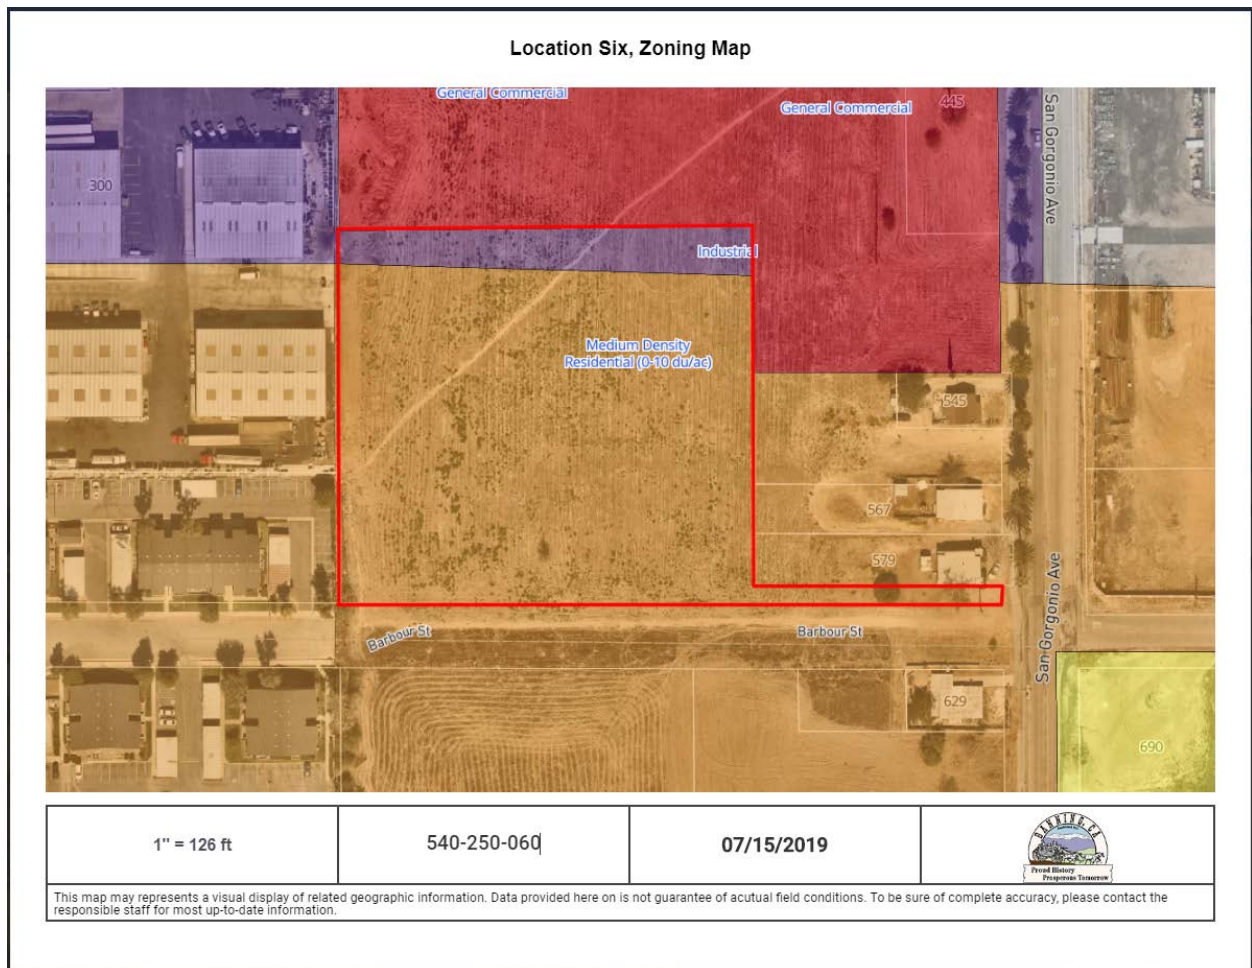 Location Six, Zoning Map
General Commercial
General Commercial
445
San Gorgonio Ave
300
Industrial
Medium Density
Residential (0-10 du/ac)
545
567
579
Barbour St
Barbour St
San Gorgonio Ave
629
690
1" = 126 ft
540-250-060
07/15/2019
BANNING, CA
Proud History
Prosperous Tomorrow
This map may represents a visual display of related geographic information. Data provided here on is not guarantee of acutual field conditions. To be sure of complete accuracy, please contact the
responsible staff for most up-to-date information.